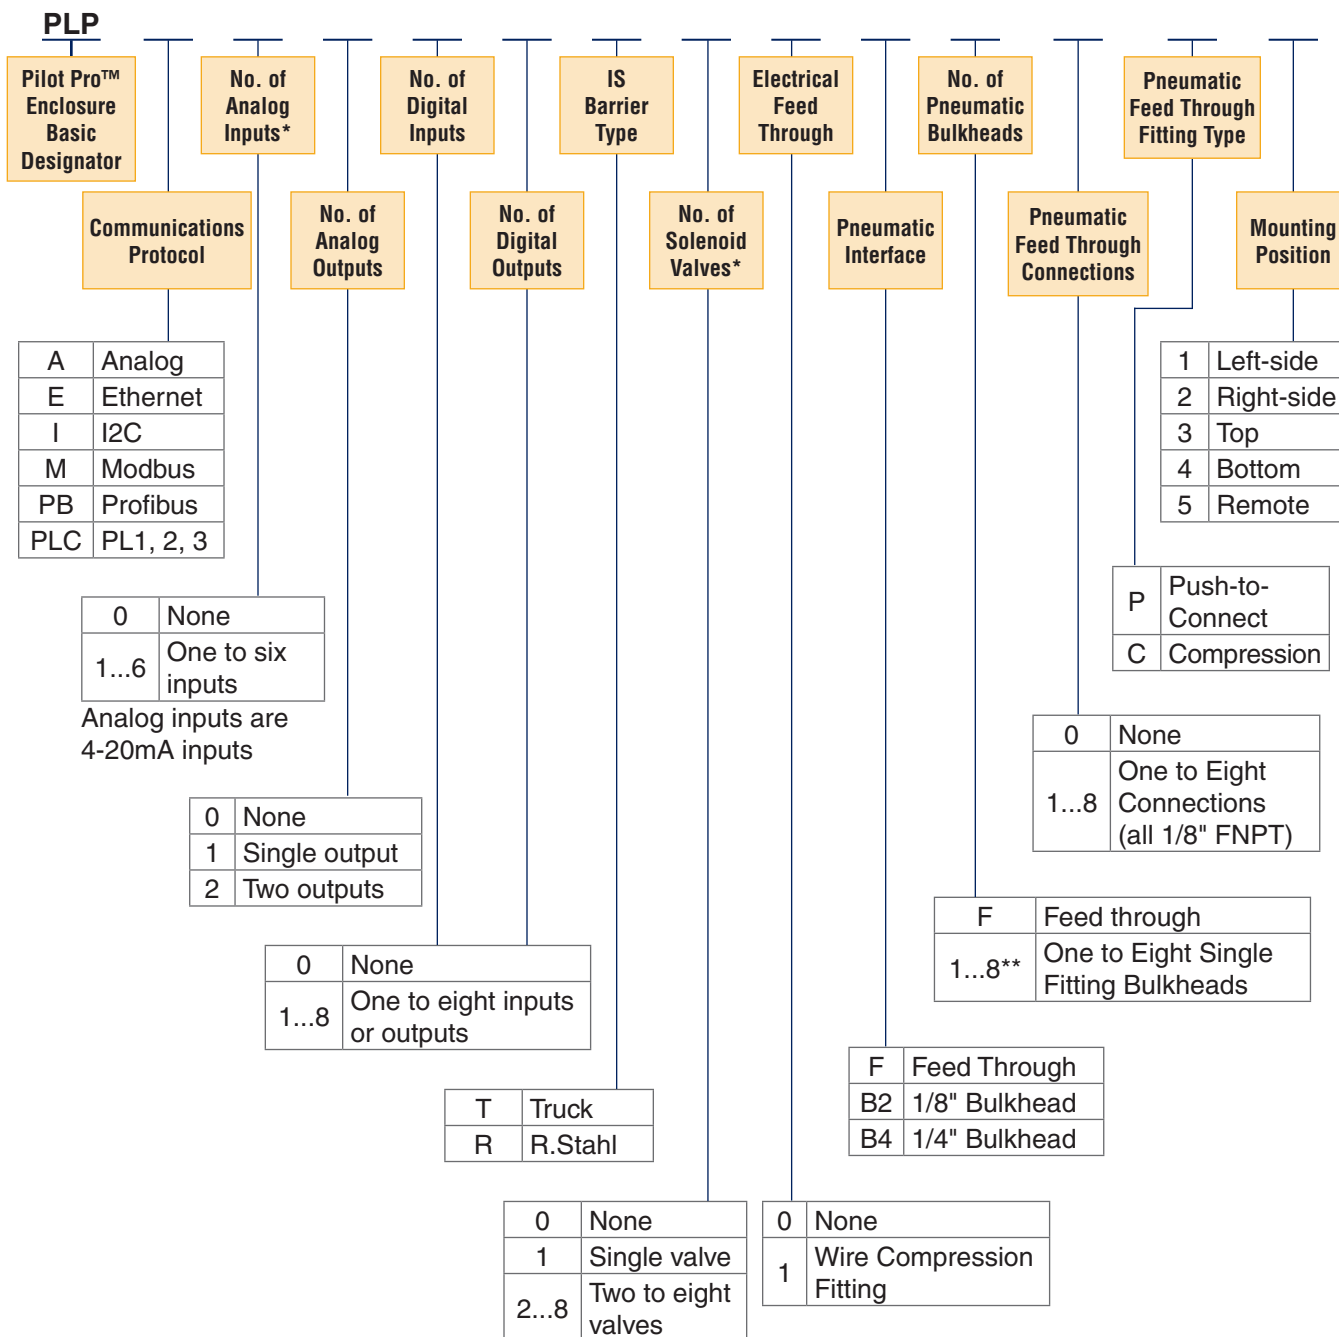 PLP
Pilot Pro™
Enclosure
Basic
Designator
Communications
Protocol
No. of
Analog
Inputs*
No. of
Analog
Outputs
No. of
Digital
Inputs
No. of
Digital
Outputs
IS
Barrier
Type
No. of
Solenoid
Valves*
Electrical
Feed
Through
Pneumatic
Interface
No. of
Pneumatic
Bulkheads
Pneumatic
Feed Through
Connections
Pneumatic
Feed Through
Fitting Type
Mounting
Position
A Analog
E Ethernet
I I2C
M Modbus
PB Profibus
PLC PL1, 2, 3
1 Left-side
2 Right-side
3 Top
4 Bottom
5 Remote
P Push-to-
Connect
C Compression
0 None
1...6 One to six
inputs
Analog inputs are
4-20mA inputs
0 None
1...8 One to Eight
Connections
(all 1/8" FNPT)
0 None
1 Single output
2 Two outputs
F Feed through
1...8** One to Eight Single
Fitting Bulkheads
0 None
1...8 One to eight inputs
or outputs
F Feed Through
B2 1/8" Bulkhead
B4 1/4" Bulkhead
T Truck
R R.Stahl
0 None
1 Single valve
2...8 Two to eight
valves
0 None
1 Wire Compression
Fitting